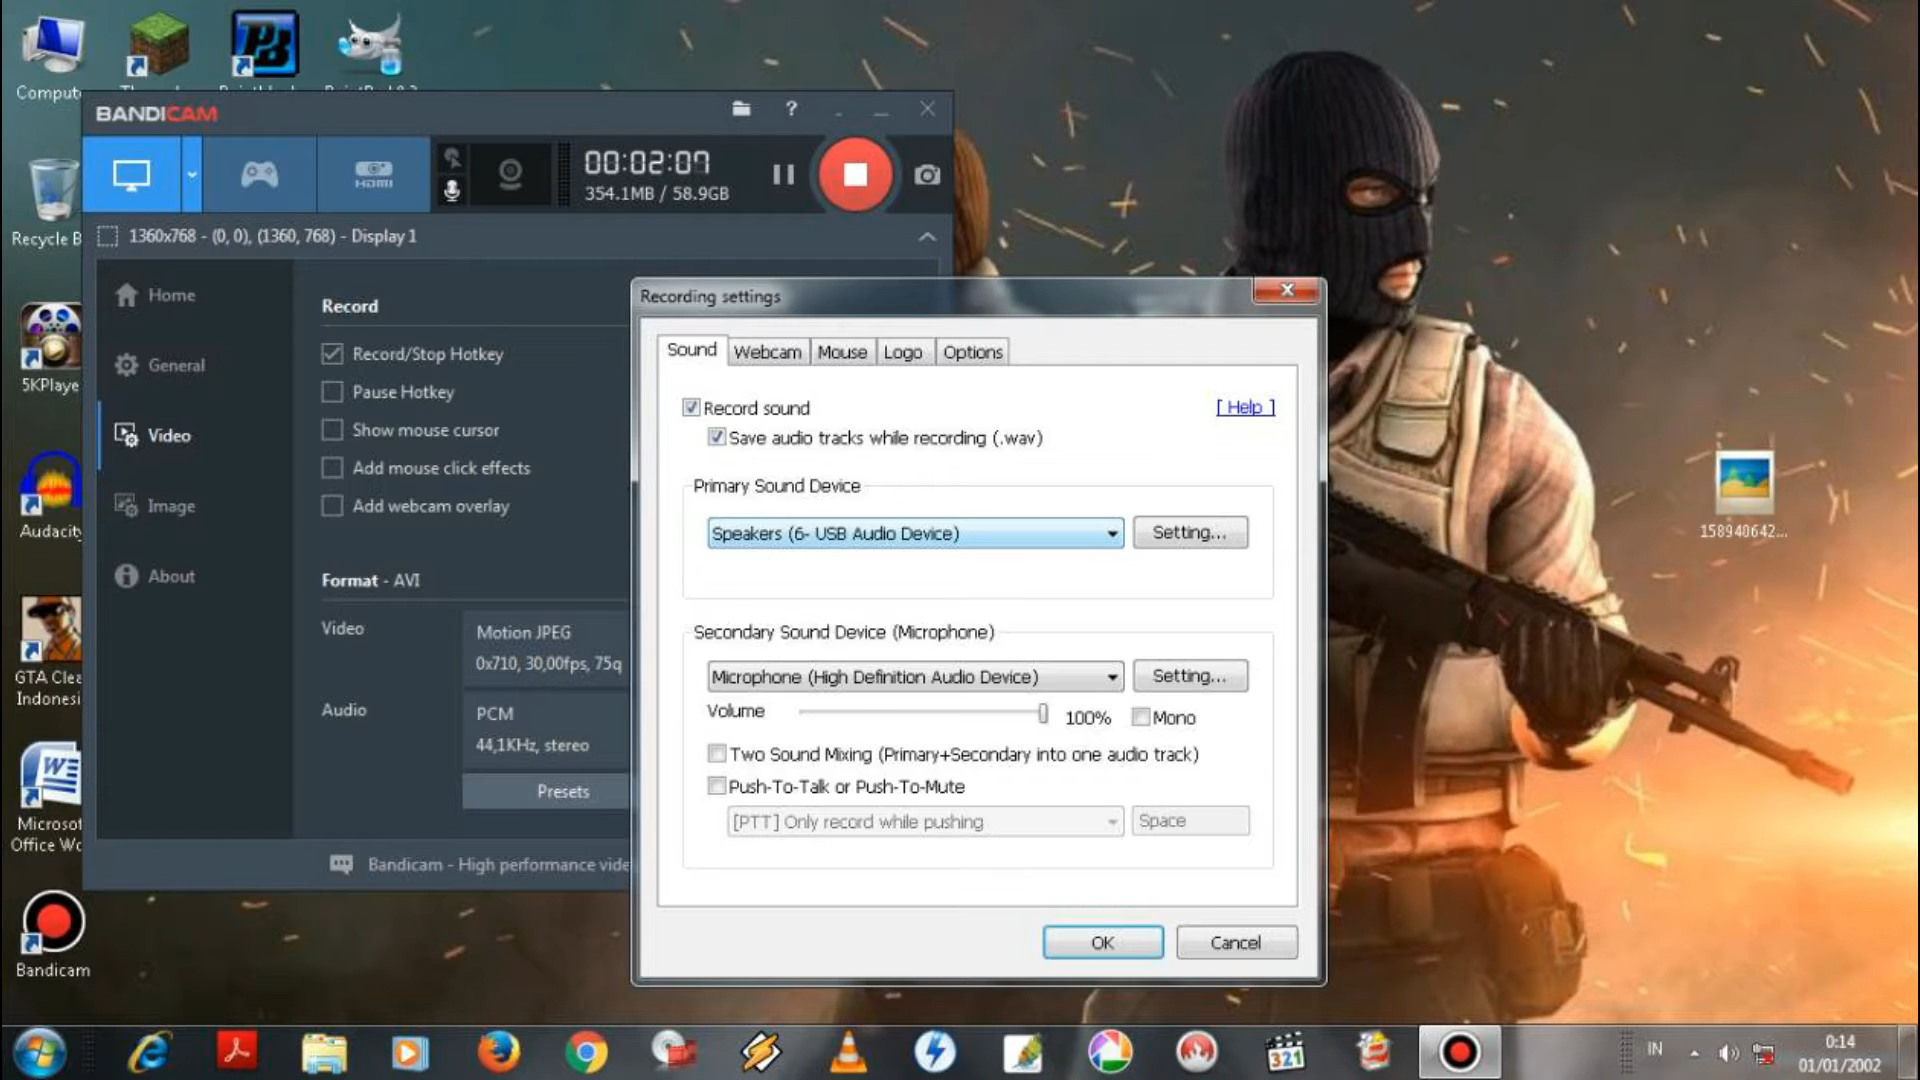 Compute
BANDICAM
?
HDMI
00:02:07
354.1MB / 58.9GB
1360x768 - (0, 0), (1360, 768) - Display 1
Recycle B
Home
General
Video
Image
About
Record
Record/Stop Hotkey
Pause Hotkey
Show mouse cursor
Add mouse click effects
Add webcam overlay
Format - AVI
Video
Motion JPEG
0x710, 30,00fps, 75q
Audio
PCM
44,1KHz, stereo
Presets
Bandicam - High performance vide
Recording settings
Sound
Webcam
Mouse
Logo
Options
Record sound
[ Help ]
Save audio tracks while recording (.wav)
Primary Sound Device
Speakers (6- USB Audio Device)
Setting...
Secondary Sound Device (Microphone)
Microphone (High Definition Audio Device)
Setting...
Volume
100%
Mono
Two Sound Mixing (Primary+Secondary into one audio track)
Push-To-Talk or Push-To-Mute
[PTT] Only record while pushing
Space
OK
Cancel
5KPlaye
Audacity
GTA Clea
Indonesi
Microsof
Office Wo
Bandicam
158940642...
321
IN
0:14
01/01/2002